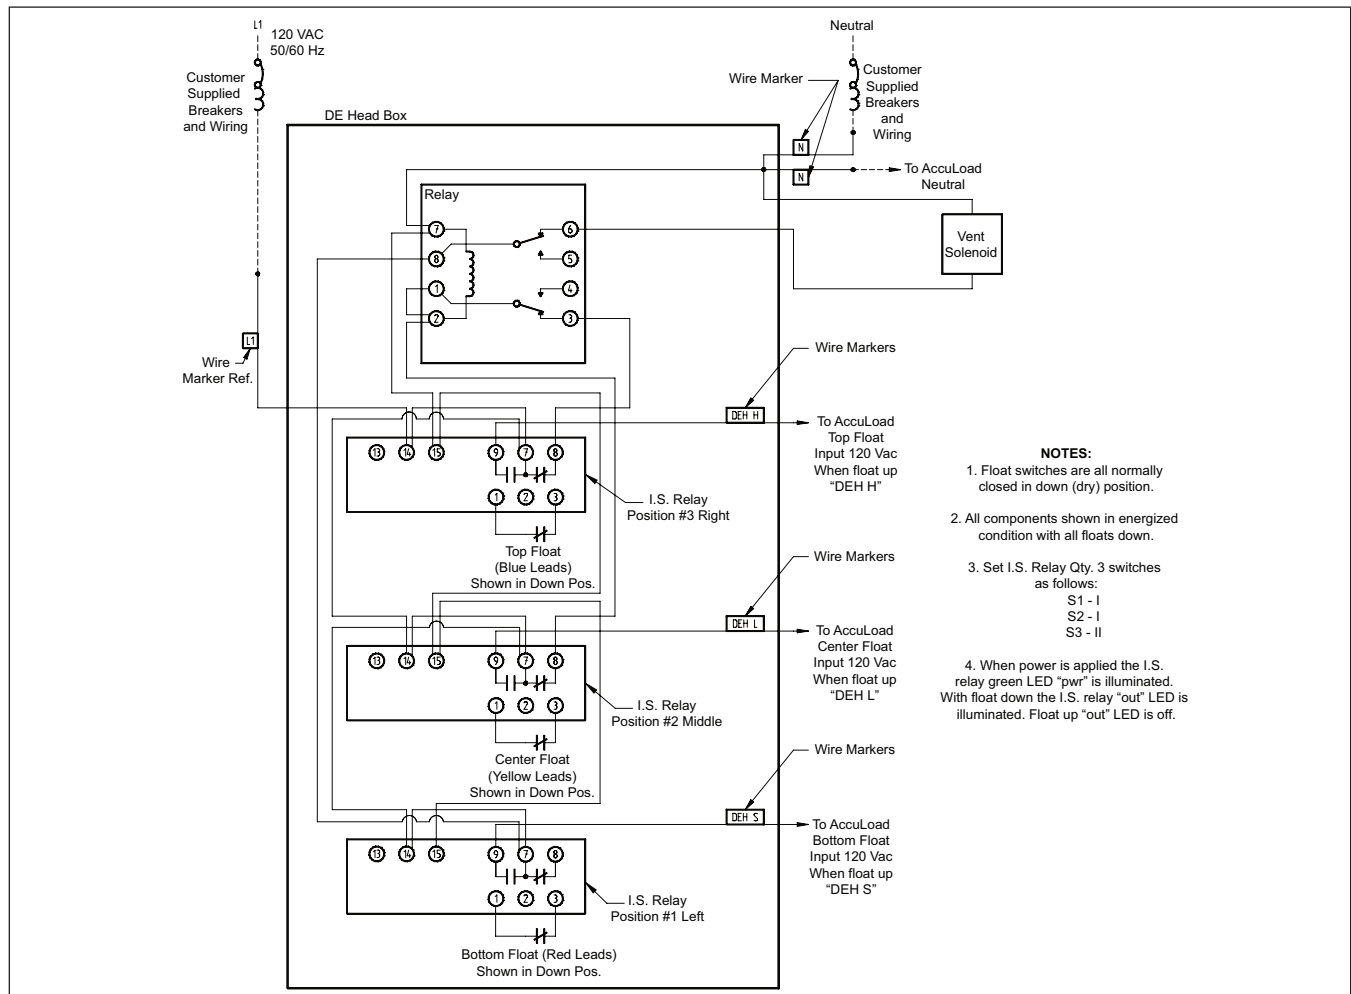 L1
120 VAC
50/60 Hz
Customer
Supplied
Breakers
and Wiring
Neutral
Wire Marker
Customer
Supplied
Breakers
and
Wiring
DE Head Box
N
N
To AccuLoad
Neutral
Vent
Solenoid
Relay
7
6
8
5
1
4
2
3
L1
Wire
Marker Ref.
Wire Markers
DEH H
To AccuLoad
Top Float
Input 120 Vac
When float up
“DEH H”
13 14 15 9 7 8
1 2 3
I.S. Relay
Position #3 Right
Top Float
(Blue Leads)
Shown in Down Pos.
Wire Markers
DEH L
To AccuLoad
Center Float
Input 120 Vac
When float up
“DEH L”
13 14 15 9 7 8
1 2 3
I.S. Relay
Position #2 Middle
Center Float
(Yellow Leads)
Shown in Down Pos.
Wire Markers
DEH S
To AccuLoad
Bottom Float
Input 120 Vac
When float up
“DEH S”
13 14 15 9 7 8
1 2 3
I.S. Relay
Position #1 Left
Bottom Float (Red Leads)
Shown in Down Pos.
NOTES:
1. Float switches are all normally
closed in down (dry) position.
2. All components shown in energized
condition with all floats down.
3. Set I.S. Relay Qty. 3 switches
as follows:
S1 - I
S2 - I
S3 - II
4. When power is applied the I.S.
relay green LED “pwr” is illuminated.
With float down the I.S. relay “out” LED is
illuminated. Float up “out” LED is off.